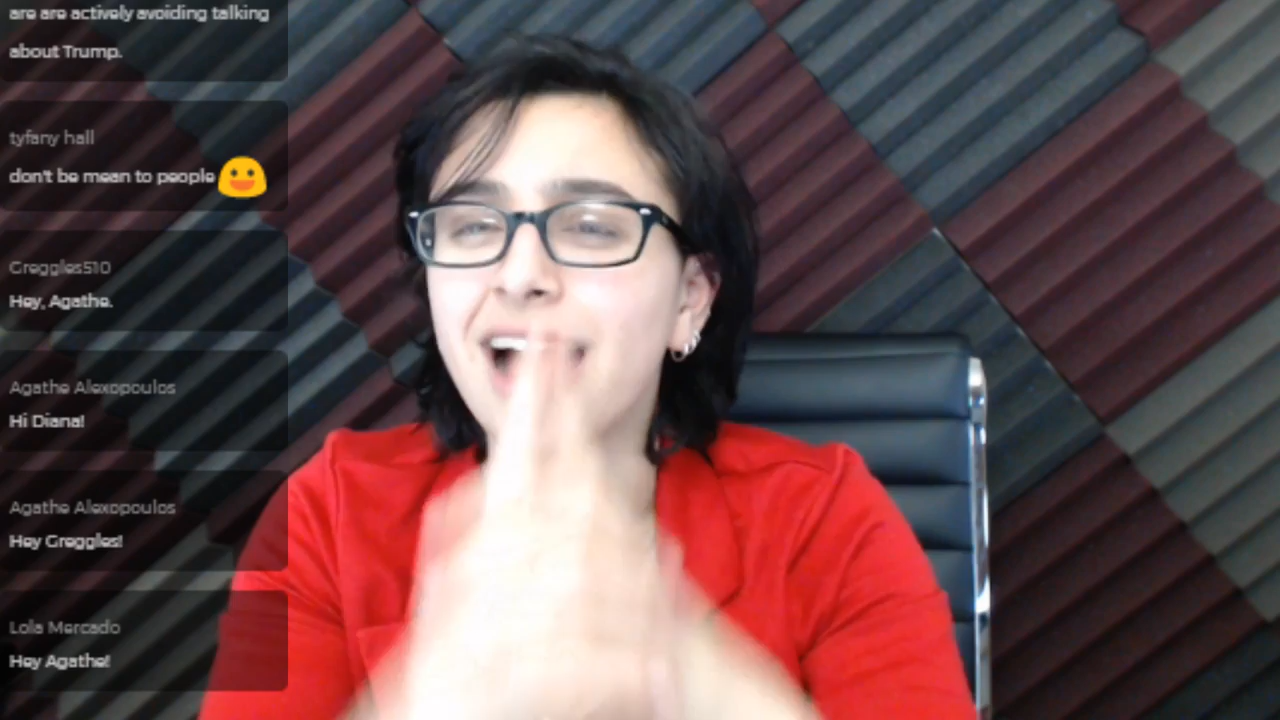 are are actively avoiding talking
about Trump.
tyfany hall
don't be mean to people
Greggles510
Hey, Agathe.
Agathe Alexopoulos
Hi Diana!
Agathe Alexopoulos
Hey Greggles!
Lola Mercado
Hey Agathe!